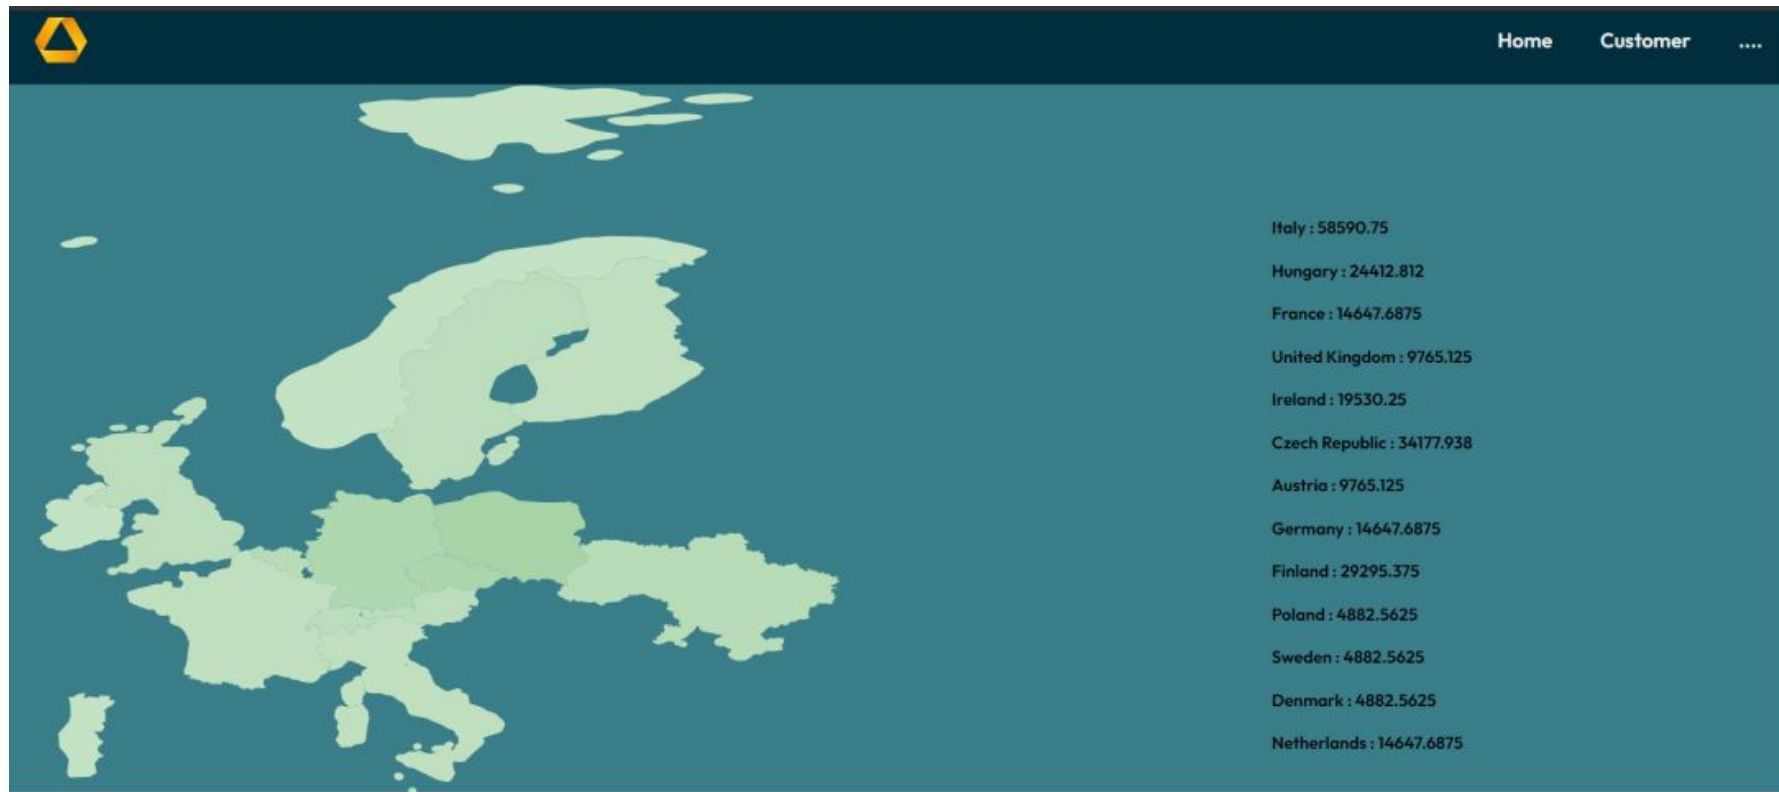 Home Customer ....
Italy : 58590.75
Hungary : 24412.812
France : 14647.6875
United Kingdom : 9765.125
Ireland : 19530.25
Czech Republic : 34177.938
Austria : 9765.125
Germany : 14647.6875
Finland : 29295.375
Poland : 4882.5625
Sweden : 4882.5625
Denmark : 4882.5625
Netherlands : 14647.6875